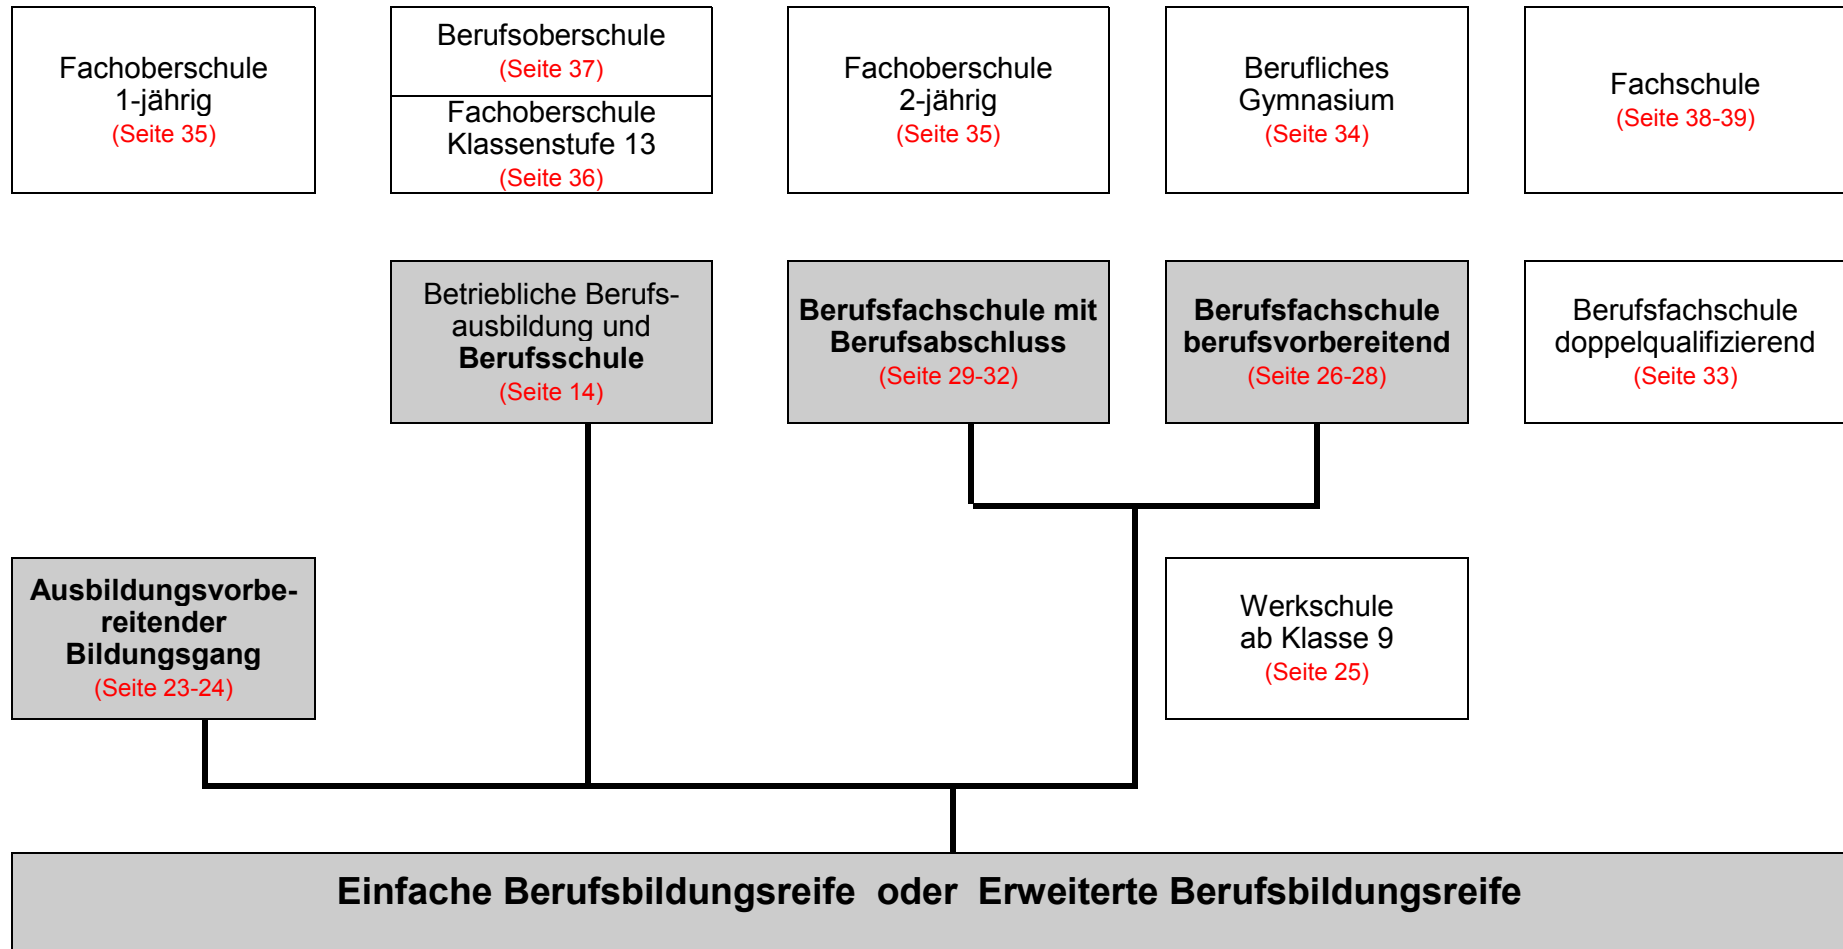 Fachoberschule
1-jährig
(Seite 35)
Berufsoberschule
(Seite 37)
Fachoberschule
Klassenstufe 13
(Seite 36)
Fachoberschule
2-jährig
(Seite 35)
Berufliches
Gymnasium
(Seite 34)
Fachschule
(Seite 38-39)
Betriebliche Berufs-
ausbildung und
Berufsschule
(Seite 14)
Berufsfachschule mit
Berufsabschluss
(Seite 29-32)
Berufsfachschule
berufsvorbereitend
(Seite 26-28)
Berufsfachschule
doppelqualifizierend
(Seite 33)
Ausbildungsvorbe-
reitender
Bildungsgang
(Seite 23-24)
Werkschule
ab Klasse 9
(Seite 25)
Einfache Berufsbildungsreife oder Erweiterte Berufsbildungsreife